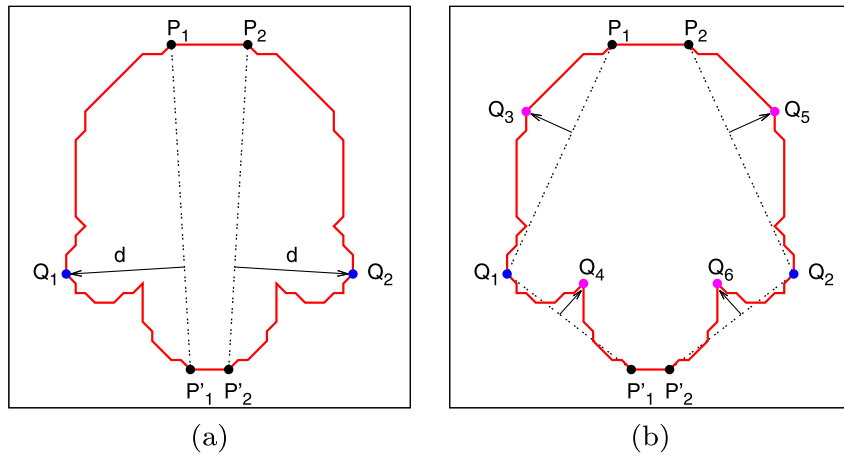 P1 P2
d d
Q1 Q2
P'1 P'2
(a)
P1 P2
Q3 Q5
Q1 Q4 Q6 Q2
P'1 P'2
(b)